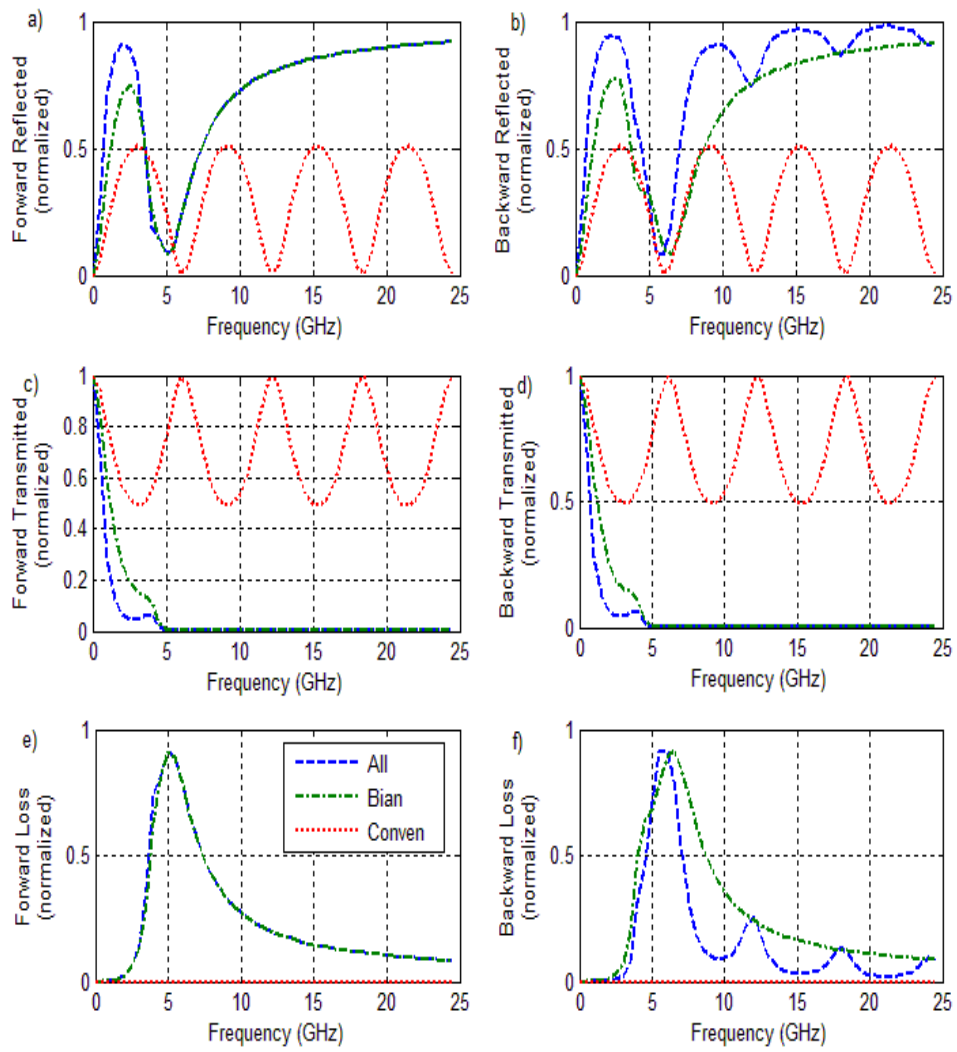 a)
Forward Reflected
(normalized)
1
0.5
0
0 5 10 15 20 25
Frequency (GHz)
b)
Backward Reflected
(normalized)
1
0.5
0
0 5 10 15 20 25
Frequency (GHz)
c)
Forward Transmitted
(normalized)
1
0.8
0.6
0.4
0.2
0
0 5 10 15 20 25
Frequency (GHz)
d)
Backward Transmitted
(normalized)
1
0.5
0
0 5 10 15 20 25
Frequency (GHz)
e)
Forward Loss
(normalized)
1
0.5
0
0 5 10 15 20 25
Frequency (GHz)
All
Bian
Conven
f)
Backward Loss
(normalized)
1
0.5
0
0 5 10 15 20 25
Frequency (GHz)